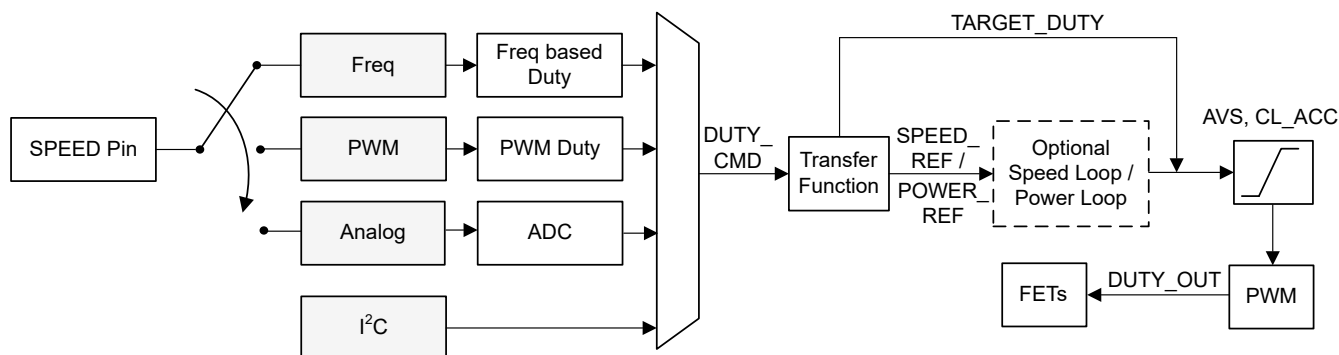 TARGET_DUTY
Freq
Freq based
Duty
AVS, CL_ACC
SPEED Pin
PWM
PWM Duty
DUTY_
CMD
Transfer
Function
SPEED_
REF /
POWER_
REF
Optional
Speed Loop /
Power Loop
Analog
ADC
FETs
DUTY_OUT
PWM
I²C